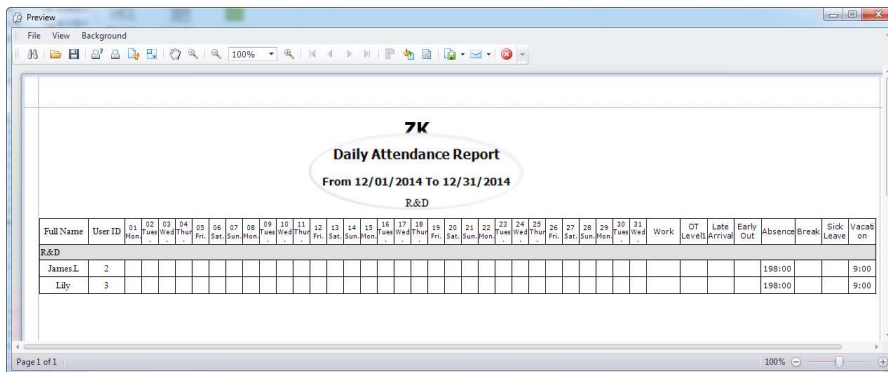 Preview
File View Background
100%
ZK
Daily Attendance Report
From 12/01/2014 To 12/31/2014
R&D
Full Name User ID 01 Mon. 02 Tues. 03 Wed. 04 Thur. 05 Fri. 06 Sat. 07 Sun. 08 Mon. 09 Tues. 10 Wed. 11 Thur. 12 Fri. 13 Sat. 14 Sun. 15 Mon. 16 Tues. 17 Wed. 18 Thur. 19 Fri. 20 Sat. 21 Sun. 22 Mon. 23 Tues. 24 Wed. 25 Thur. 26 Fri. 27 Sat. 28 Sun. 29 Mon. 30 Tues. 31 Wed. Work OT Level1 Late Arrival Early Out Absence Break Sick Leave Vacation
R&D
James.L 2 198:00 9:00
Lily 3 198:00 9:00
Page 1 of 1 100%